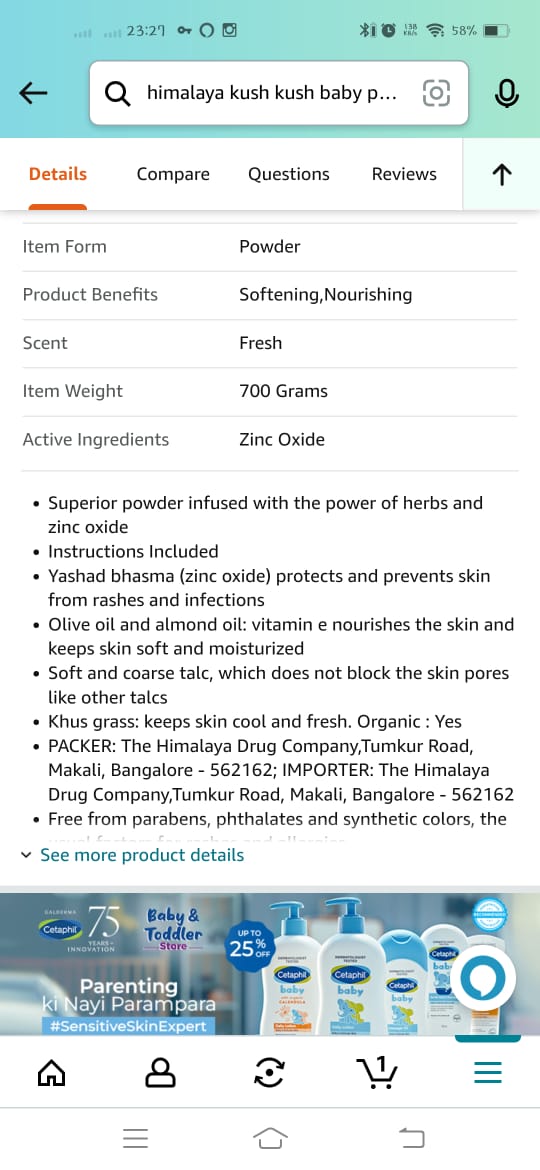 23:27
138
KB/s
58%
himalaya kush kush baby p...
Details Compare Questions Reviews
Item Form Powder
Product Benefits Softening,Nourishing
Scent Fresh
Item Weight 700 Grams
Active Ingredients Zinc Oxide
• Superior powder infused with the power of herbs and
zinc oxide
• Instructions Included
• Yashad bhasma (zinc oxide) protects and prevents skin
from rashes and infections
• Olive oil and almond oil: vitamin e nourishes the skin and
keeps skin soft and moisturized
• Soft and coarse talc, which does not block the skin pores
like other talcs
• Khus grass: keeps skin cool and fresh. Organic : Yes
• PACKER: The Himalaya Drug Company,Tumkur Road,
Makali, Bangalore - 562162; IMPORTER: The Himalaya
Drug Company,Tumkur Road, Makali, Bangalore - 562162
• Free from parabens, phthalates and synthetic colors, the
See more product details
GALDERMA
Cetaphil
75
YEARS
INNOVATION
Baby &
Toddler
Store
UP TO
25% OFF
Parenting
ki Nayi Parampara
#SensitiveSkinExpert
Cetaphil
baby
Cetaphil
baby
Cetaphil
baby
Cetaphil
bab
RECOMMENDED
1